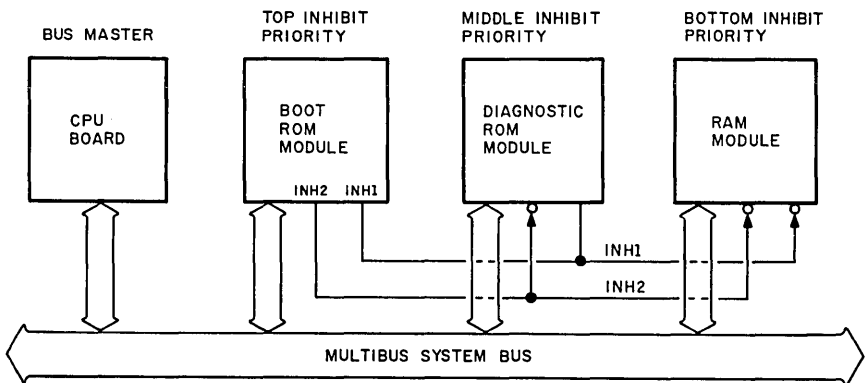 BUS MASTER
TOP INHIBIT
PRIORITY
MIDDLE INHIBIT
PRIORITY
BOTTOM INHIBIT
PRIORITY
CPU
BOARD
BOOT
ROM
MODULE
INH2 INH1
DIAGNOSTIC
ROM
MODULE
RAM
MODULE
INH1
INH2
MULTIBUS SYSTEM BUS